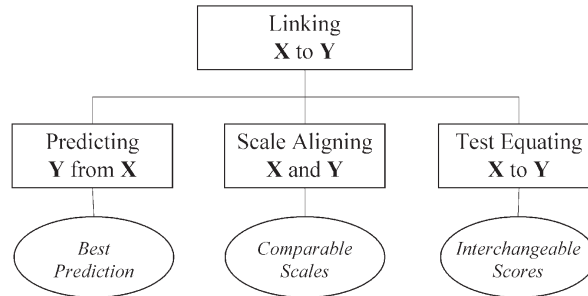 Linking
X to Y
Predicting
Y from X
Scale Aligning
X and Y
Test Equating
X to Y
Best
Prediction
Comparable
Scales
Interchangeable
Scores